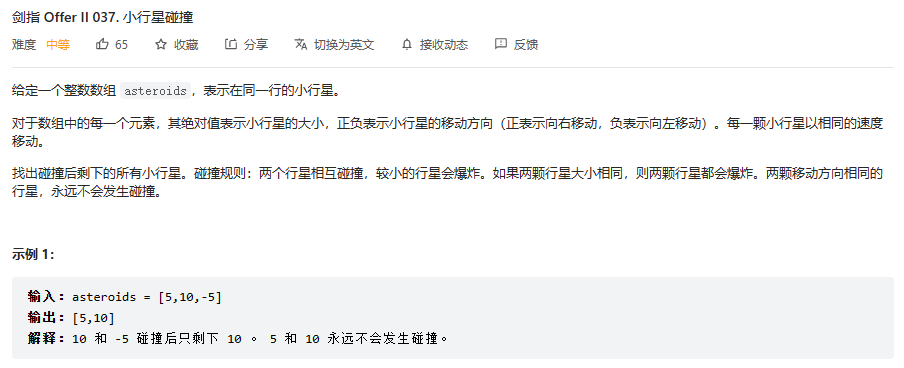 剑指 Offer II 037. 小行星碰撞
难度 中等 65 收藏 分享 切换为英文 接收动态 反馈
给定一个整数数组 asteroids，表示在同一行的小行星。
对于数组中的每一个元素，其绝对值表示小行星的大小，正负表示小行星的移动方向（正表示向右移动，负表示向左移动）。每一颗小行星以相同的速度
移动。
找出碰撞后剩下的所有小行星。碰撞规则：两个行星相互碰撞，较小的行星会爆炸。如果两颗行星大小相同，则两颗行星都会爆炸。两颗移动方向相同的
行星，永远不会发生碰撞。
示例 1：
输入：asteroids = [5,10,-5]
输出：[5,10]
解释：10 和 -5 碰撞后只剩下 10 。 5 和 10 永远不会发生碰撞。